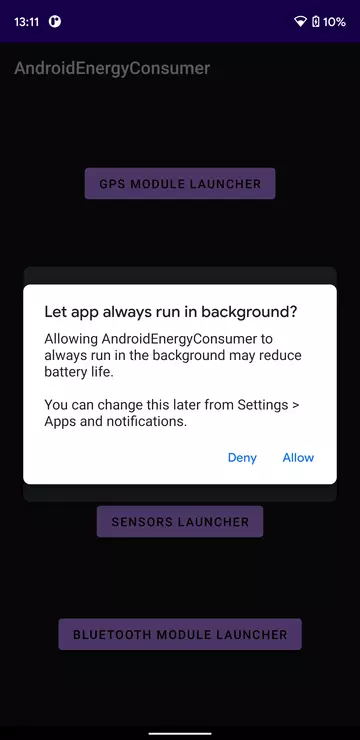 13:11
10%
AndroidEnergyConsumer
GPS MODULE LAUNCHER
Let app always run in background?
Allowing AndroidEnergyConsumer to
always run in the background may reduce
battery life.
You can change this later from Settings >
Apps and notifications.
Deny
Allow
SENSORS LAUNCHER
BLUETOOTH MODULE LAUNCHER